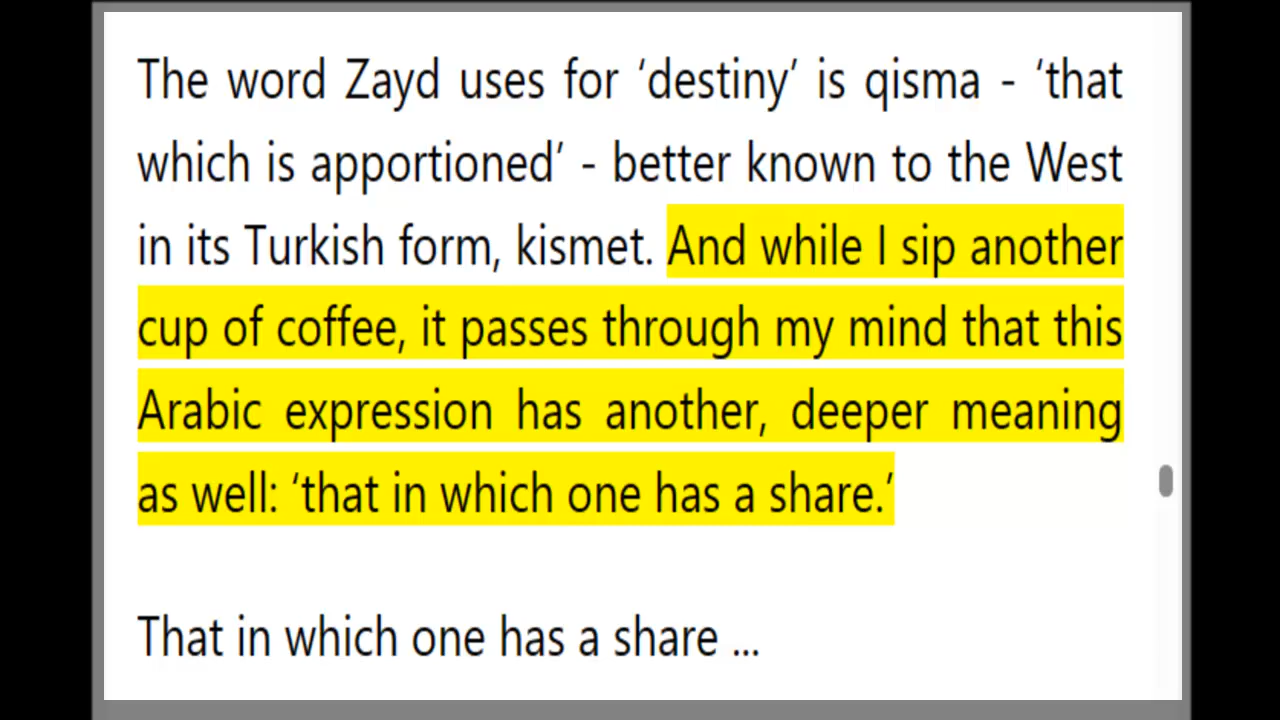 The word Zayd uses for ‘destiny’ is qisma - ‘that
which is apportioned’ - better known to the West
in its Turkish form, kismet. And while I sip another
cup of coffee, it passes through my mind that this
Arabic expression has another, deeper meaning
as well: ‘that in which one has a share.’
That in which one has a share ...